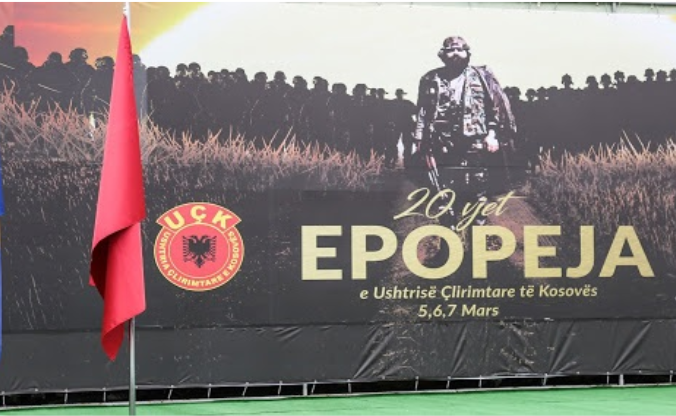 20 vjet
EPOPEJA
e Ushtrisë Çlirimtare të Kosovës
5,6,7 Mars
UÇK
USHTRIA ÇLIRIMTARE E KOSOVËS